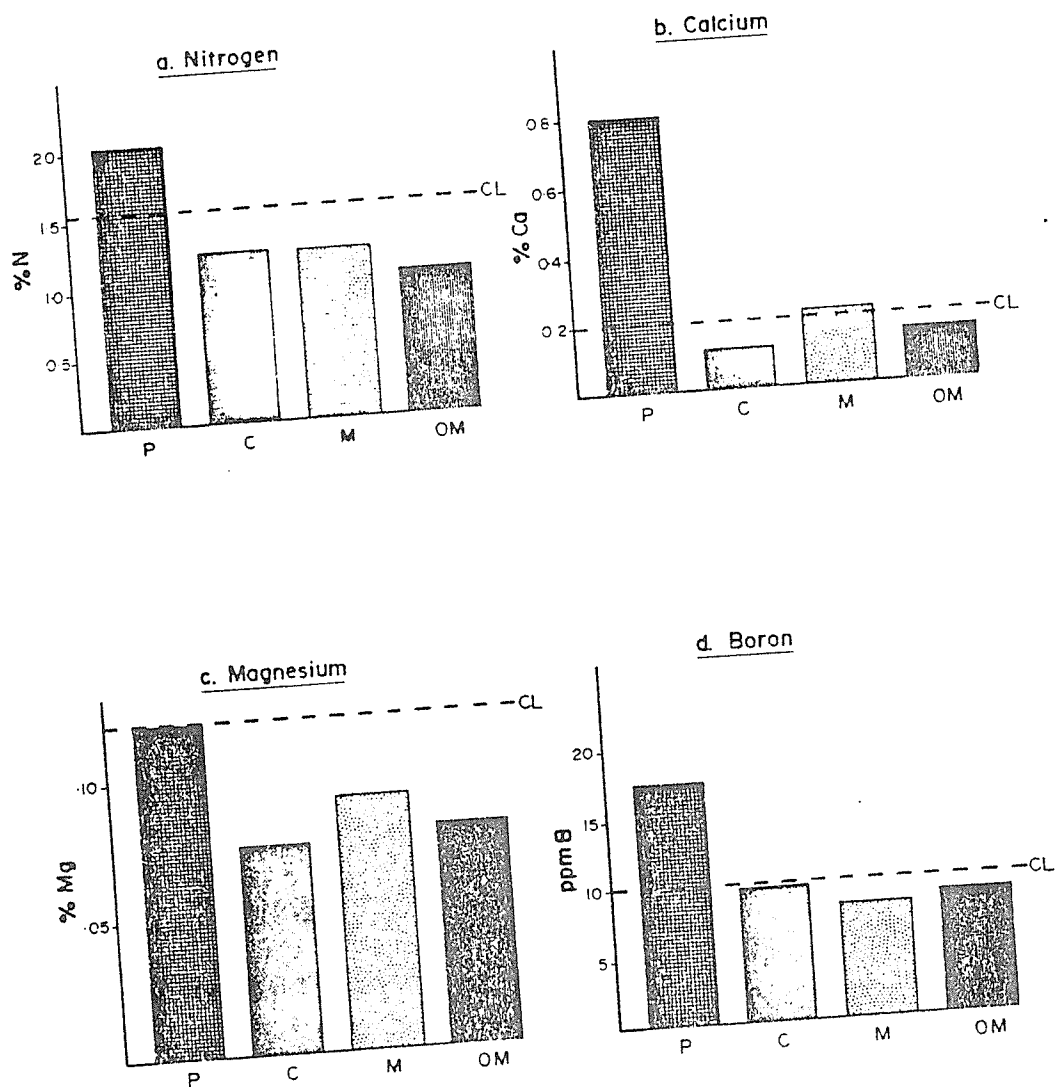 a. Nitrogen
% N
2.0
1.5
1.0
0.5
CL
P C M OM
b. Calcium
% Ca
0.8
0.6
0.4
0.2
CL
P C M OM
c. Magnesium
% Mg
.10
.05
CL
P C M OM
d. Boron
ppm B
20
15
10
5
CL
P C M OM